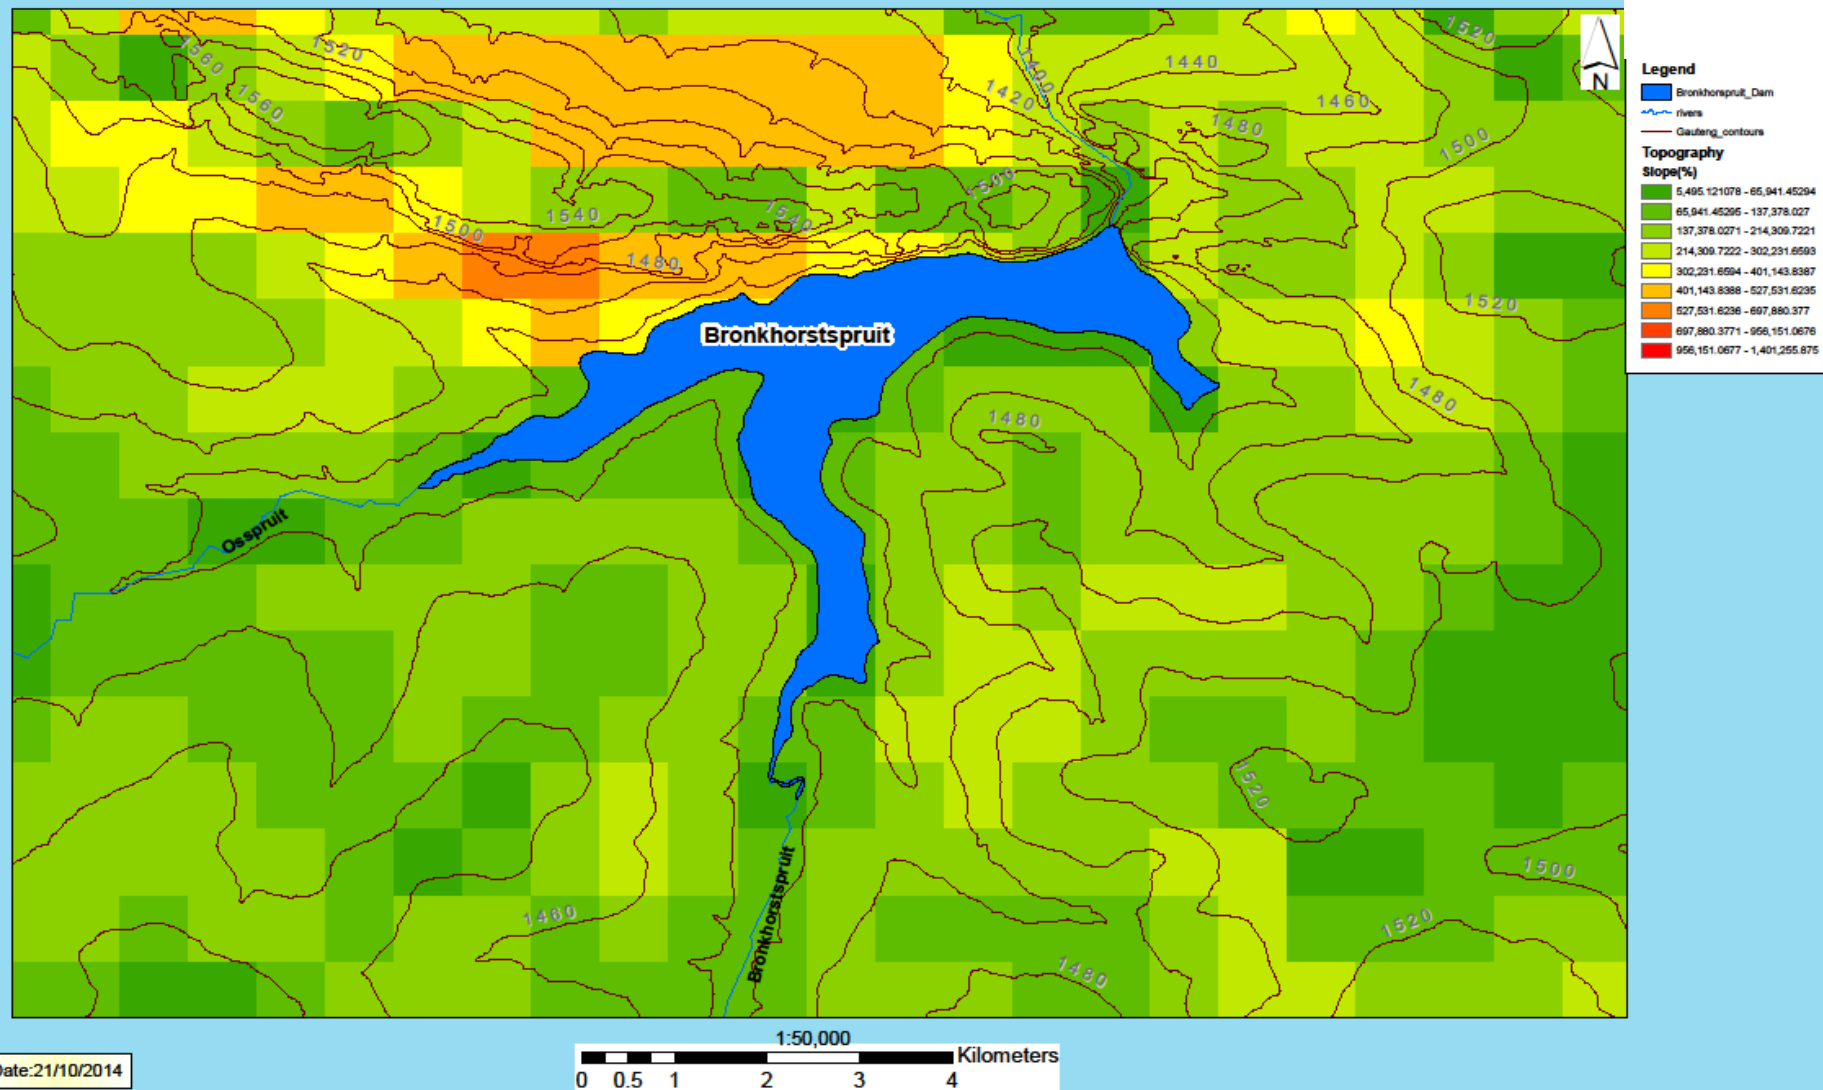 1520
1560
1560
1400
1440
1420
1460
1480
1520
1500
1500
1540
1540
1500
1480
1520
1480
1480
Bronkhorstspruit
Osspruit
Bronkhorstspruit
1460
1480
1520
1500
1520
N
Legend
Bronkhorspruit_Dam
rivers
Gauteng_contours
Topography
Slope(%)
5,495.121078 - 65,941.45294
65,941.45295 - 137,378.027
137,378.0271 - 214,309.7221
214,309.7222 - 302,231.6593
302,231.6594 - 401,143.8387
401,143.8388 - 527,531.6235
527,531.6236 - 697,880.377
697,880.3771 - 956,151.0676
956,151.0677 - 1,401,255.875
1:50,000
Kilometers
0 0.5 1 2 3 4
Date:21/10/2014